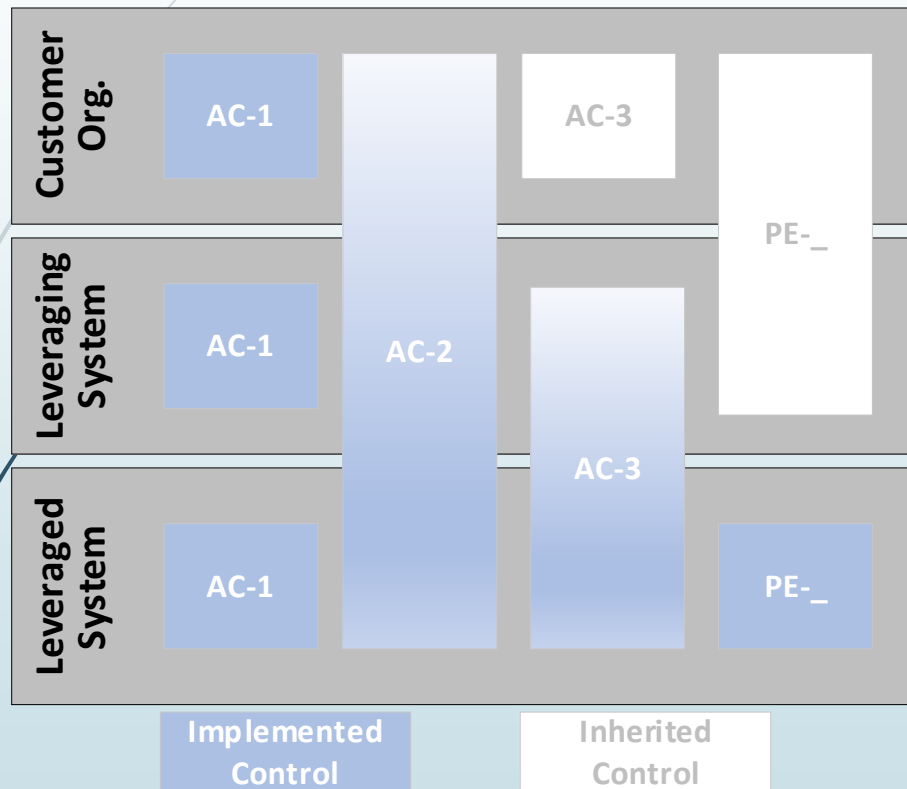 Customer
Org.
AC-1
AC-3
PE-_
Leveraging
System
AC-1
AC-2
AC-3
Leveraged
System
AC-1
PE-_
Implemented
Control
Inherited
Control